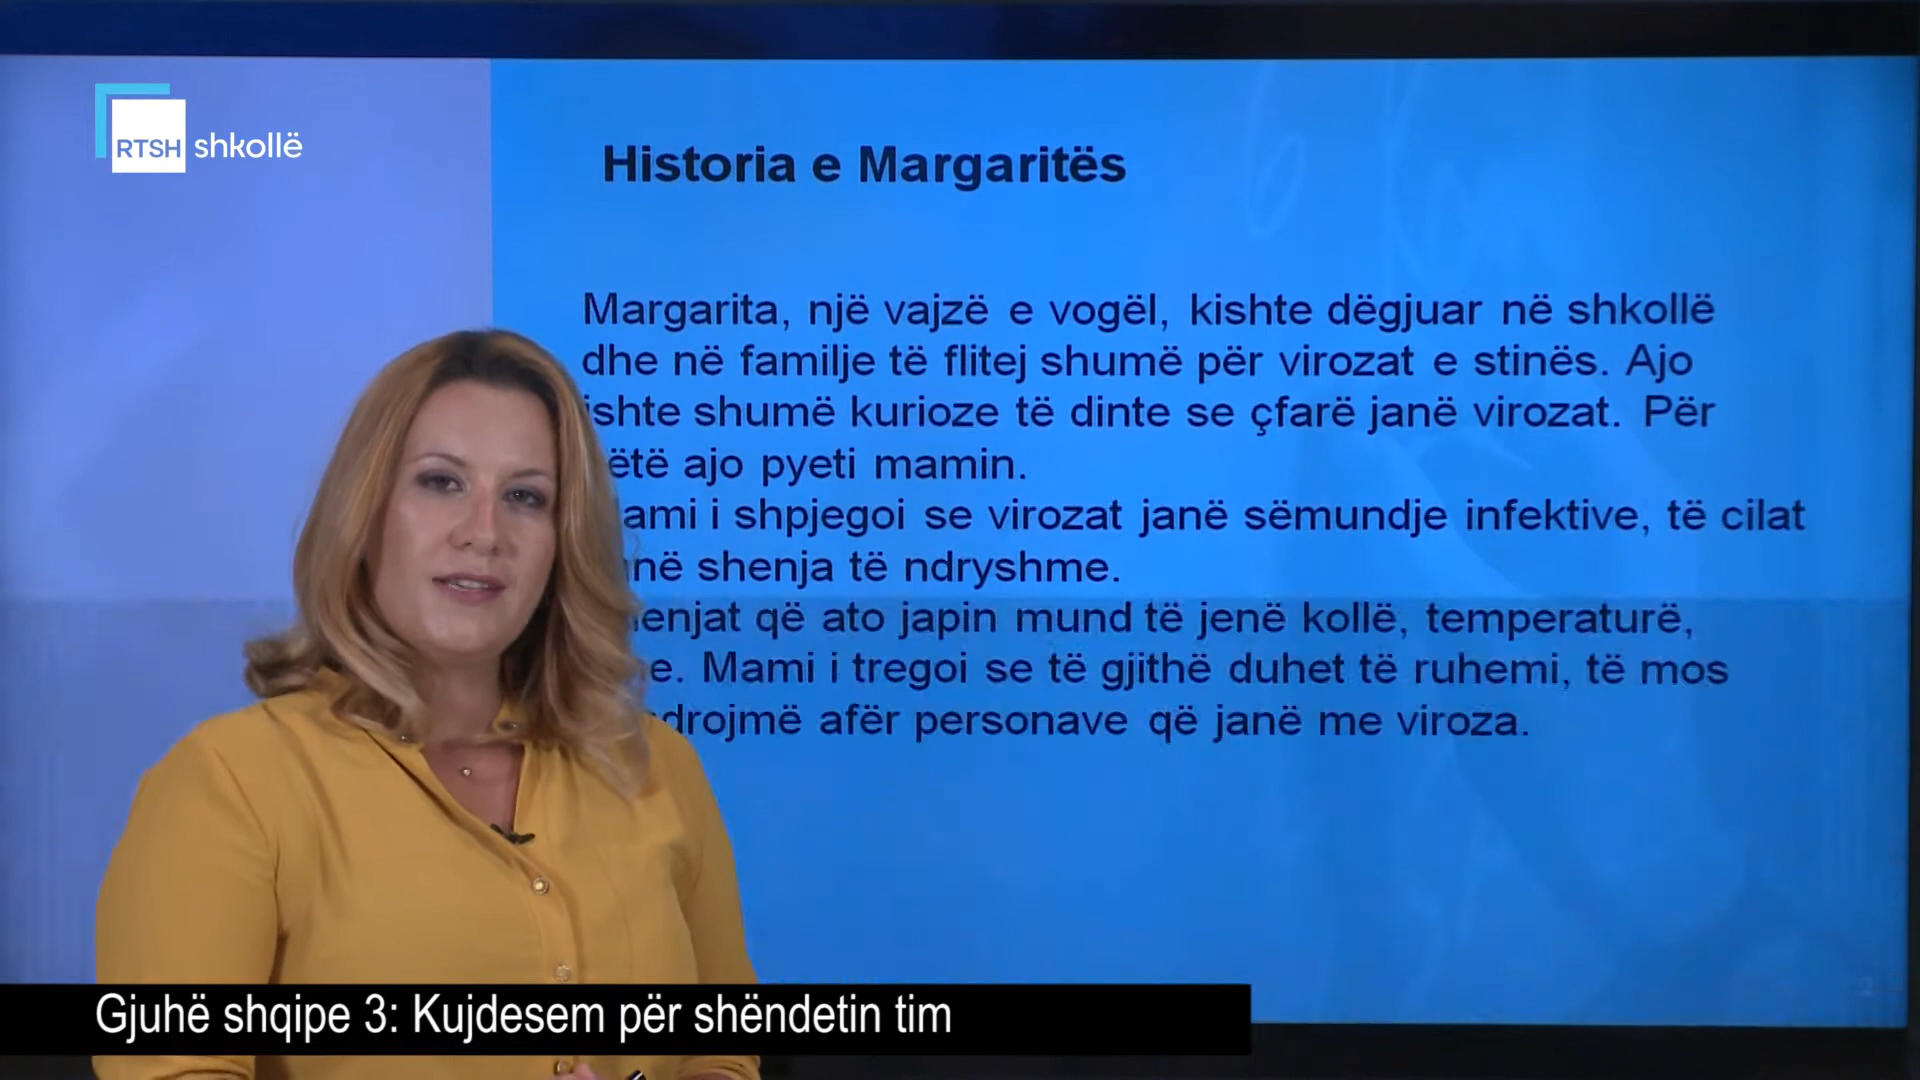 RTSH shkollë
Historia e Margaritës
Margarita, një vajzë e vogël, kishte dëgjuar në shkollë
dhe në familje të flitej shumë për virozat e stinës. Ajo
ishte shumë kurioze të dinte se çfarë janë virozat. Për
ajo pyeti mamin.
i shpjegoi se virozat janë sëmundje infektive, të cilat
shenja të ndryshme.
që ato japin mund të jenë kollë, temperaturë,
Mami i tregoi se të gjithë duhet të ruhemi, të mos
afër personave që janë me viroza.
Gjuhë shqipe 3: Kujdesem për shëndetin tim